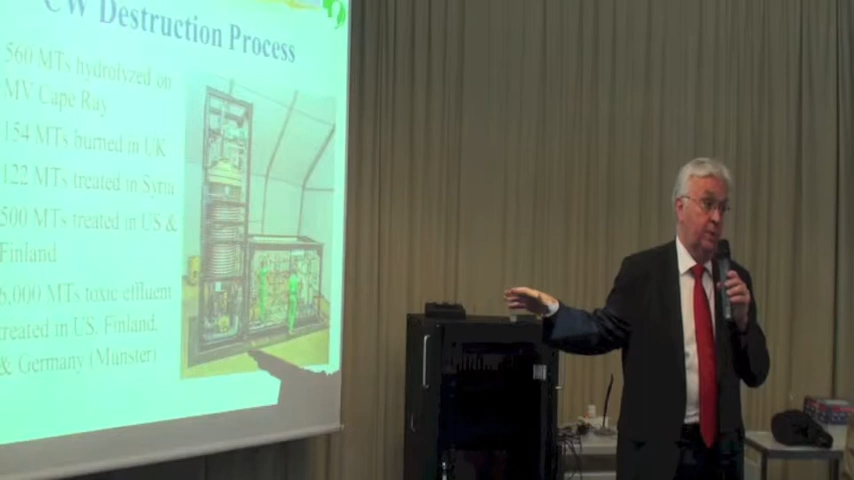 CW Destruction Process
560 MTs hydrolyzed on
MV Cape Ray
154 MTs burned in UK
122 MTs treated in Syria
500 MTs treated in US &
Finland
6,000 MTs toxic effluent
treated in US, Finland,
& Germany (Munster)